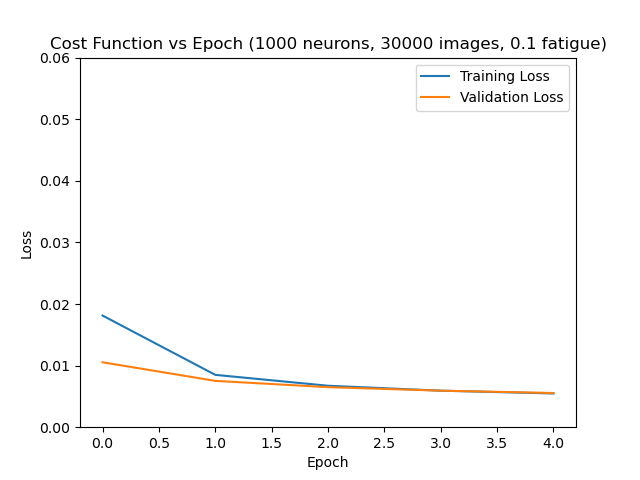 Cost Function vs Epoch (1000 neurons, 30000 images, 0.1 fatigue)
Training Loss
Validation Loss
0.06
0.05
0.04
0.03
0.02
0.01
0.00
Loss
0.0 0.5 1.0 1.5 2.0 2.5 3.0 3.5 4.0
Epoch